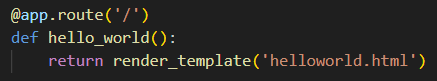 @app.route('/')
def hello_world():
    return render_template('helloworld.html')